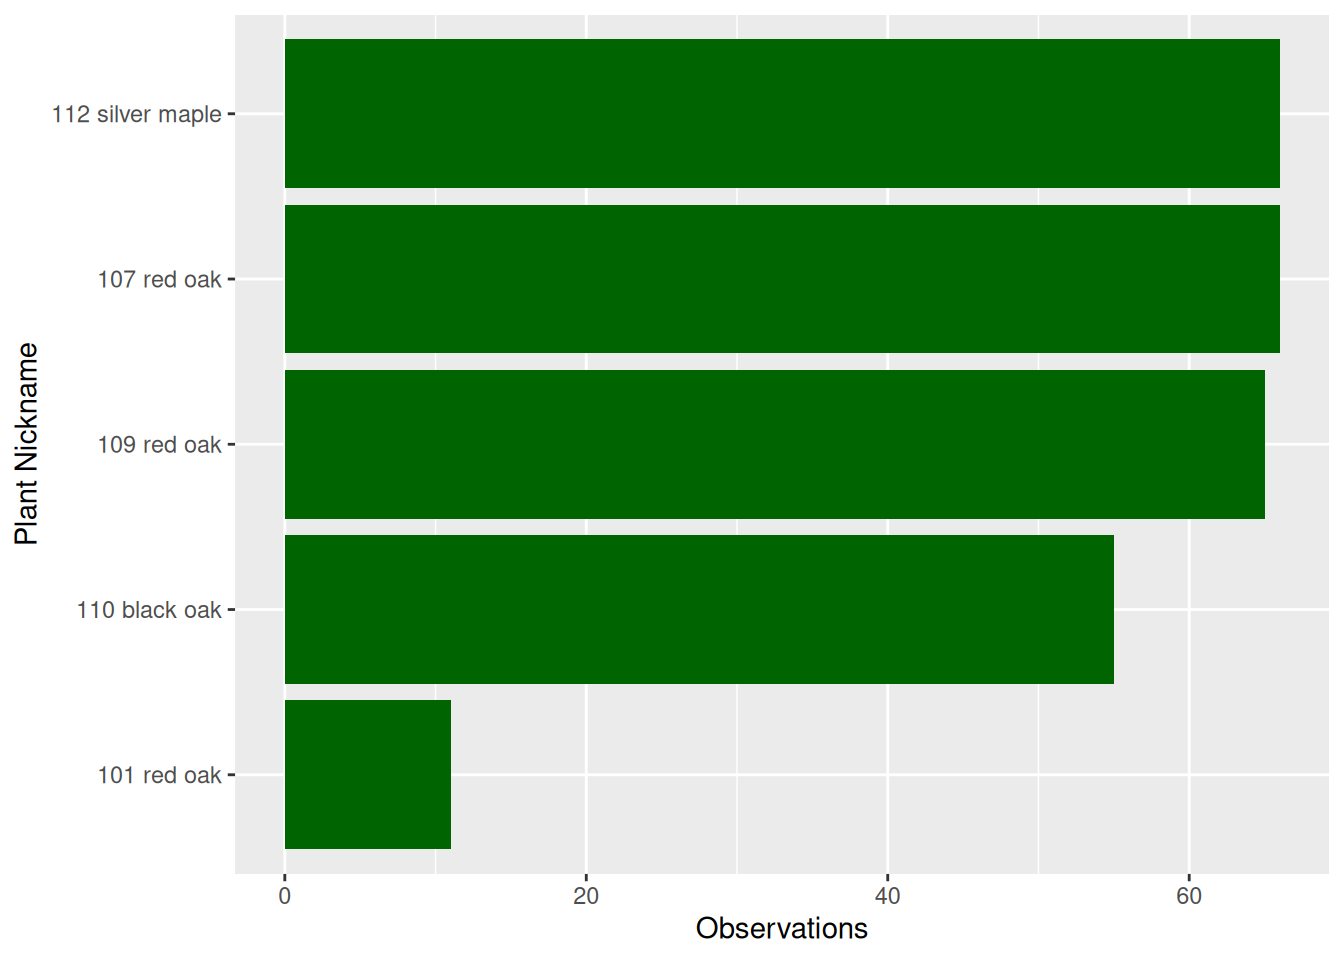 112 silver maple
107 red oak
109 red oak
110 black oak
101 red oak
Plant Nickname
0 20 40 60
Observations